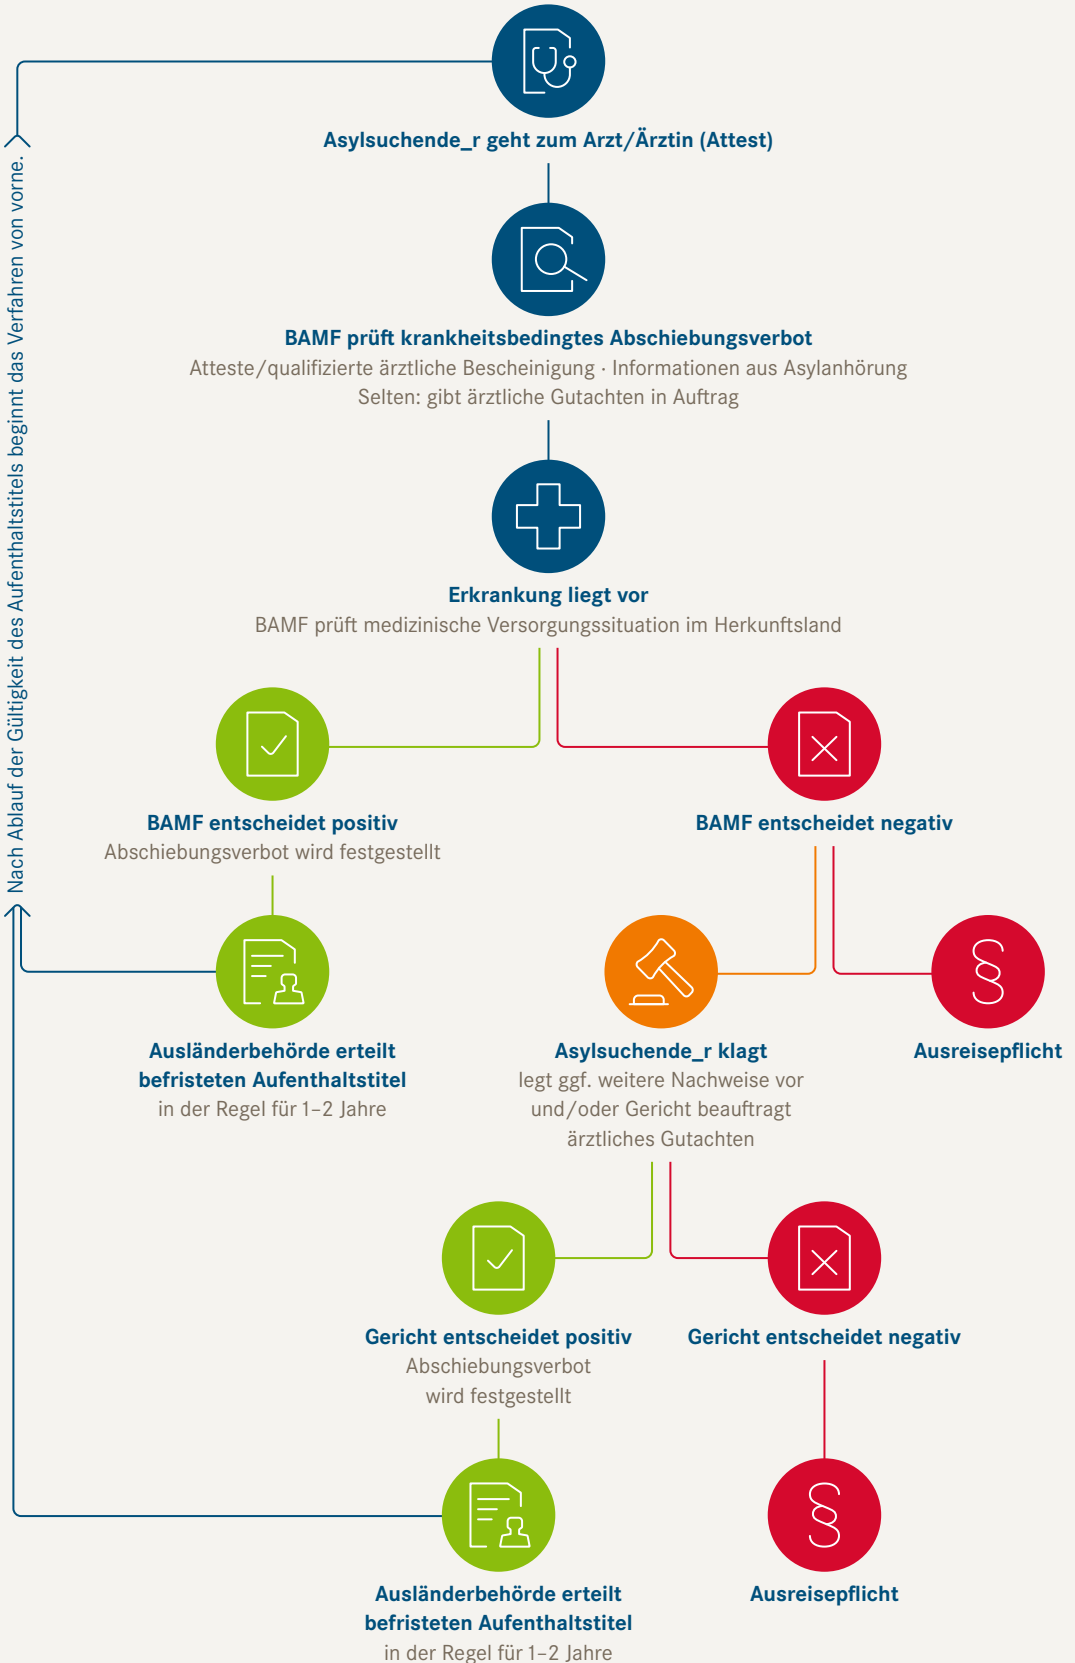 Asylsuchende_r geht zum Arzt/Ärztin (Attest)
BAMF prüft krankheitsbedingtes Abschiebungsverbot
Atteste/qualifizierte ärztliche Bescheinigung · Informationen aus Asylanhörung
Selten: gibt ärztliche Gutachten in Auftrag
Erkrankung liegt vor
BAMF prüft medizinische Versorgungssituation im Herkunftsland
BAMF entscheidet positiv
Abschiebungsverbot wird festgestellt
BAMF entscheidet negativ
Ausländerbehörde erteilt
befristeten Aufenthaltstitel
in der Regel für 1–2 Jahre
Asylsuchende_r klagt
legt ggf. weitere Nachweise vor
und/oder Gericht beauftragt
ärztliches Gutachten
§
Ausreisepflicht
Gericht entscheidet positiv
Abschiebungsverbot
wird festgestellt
Gericht entscheidet negativ
Ausländerbehörde erteilt
befristeten Aufenthaltstitel
in der Regel für 1–2 Jahre
§
Ausreisepflicht
Nach Ablauf der Gültigkeit des Aufenthaltstitels beginnt das Verfahren von vorne.